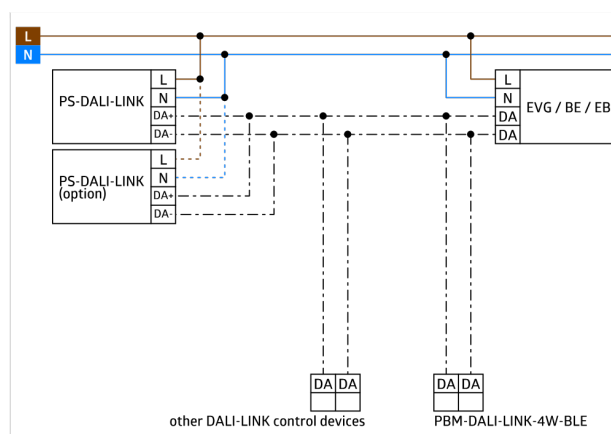 L
N
PS-DALI-LINK
L
N
DA+
DA-
EVG / BE / EB
L
N
DA
DA
PS-DALI-LINK
(option)
L
N
DA+
DA-
DA DA
DA DA
other DALI-LINK control devices
PBM-DALI-LINK-4W-BLE